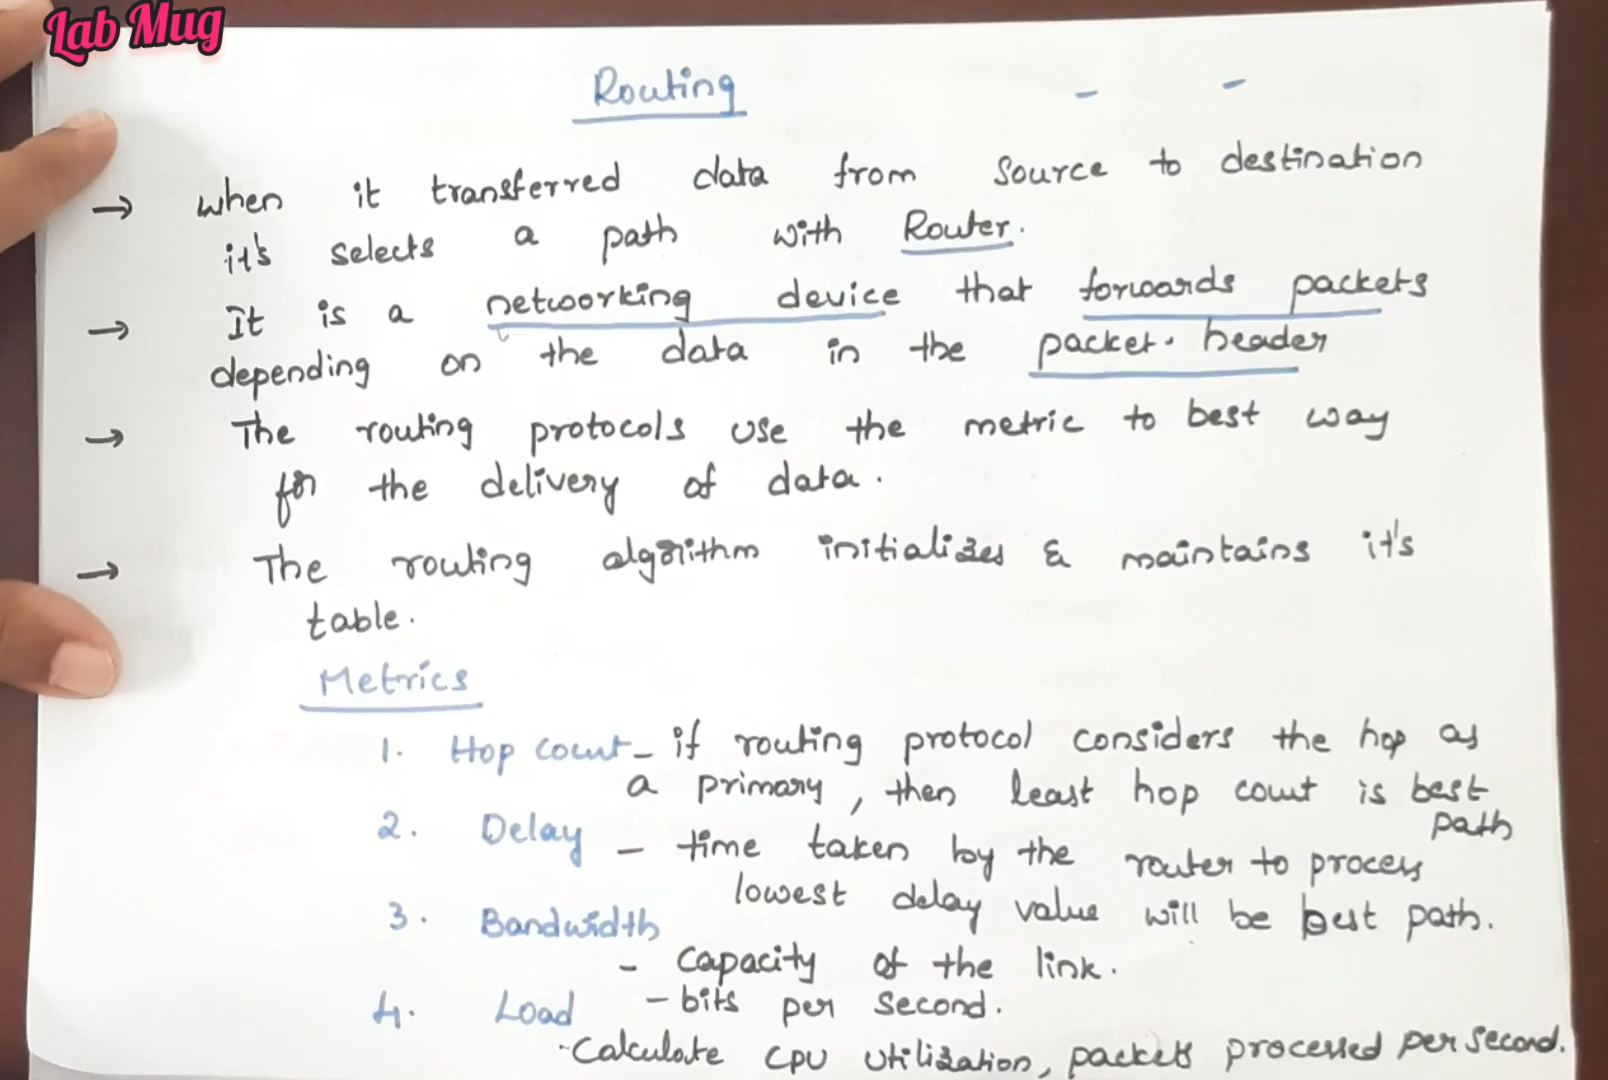 Lab Mug
Routing
→ when it transferred data from source to destination
it's selects a path with Router.
→ It is a networking device that forwards packets
depending on the data in the packet. header
→ The routing protocols use the metric to best way
for the delivery of data.
→ The routing algorithm initializes & maintains it's
table.
Metrics
1. Hop count - if routing protocol considers the hop as
a primary, then least hop count is best
path
2. Delay - time taken by the router to process
lowest delay value will be best path.
3. Bandwidth
- capacity of the link.
- bits per second.
4. Load
- Calculate CPU utilization, packets processed per second.